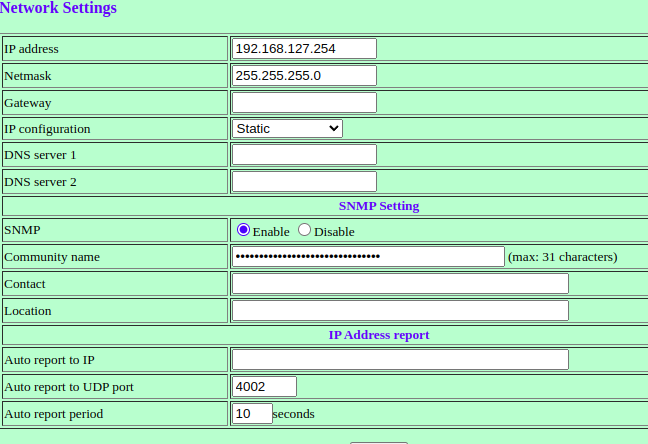 Network Settings
IP address 192.168.127.254
Netmask 255.255.255.0
Gateway
IP configuration Static
DNS server 1
DNS server 2
SNMP Setting
SNMP Enable Disable
Community name ••••••••••••••••••••••••••••••• (max: 31 characters)
Contact
Location
IP Address report
Auto report to IP
Auto report to UDP port 4002
Auto report period 10 seconds